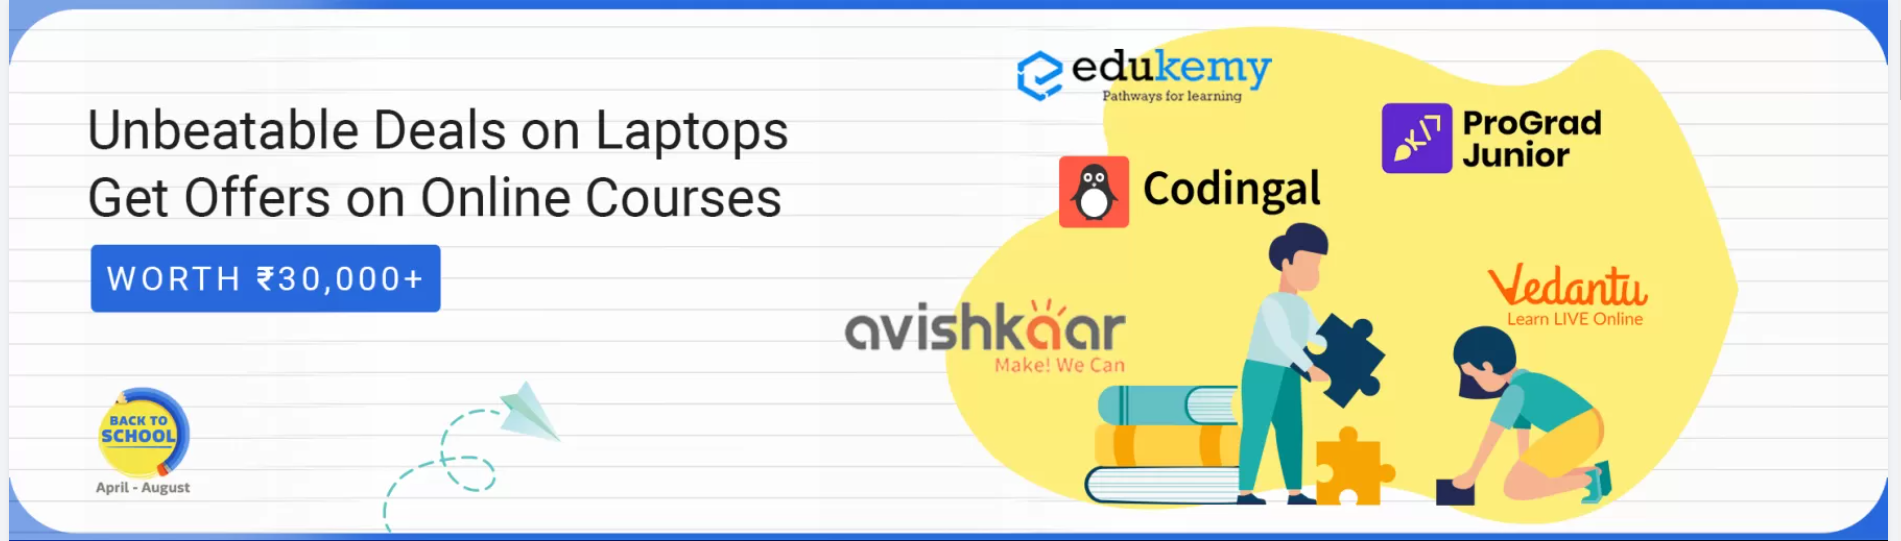 Unbeatable Deals on Laptops
Get Offers on Online Courses
WORTH ₹30,000+
BACK TO
SCHOOL
April - August
edukemy
Pathways for learning
ProGrad
Junior
Codingal
Vedantu
Learn LIVE Online
avishkaar
Make! We Can